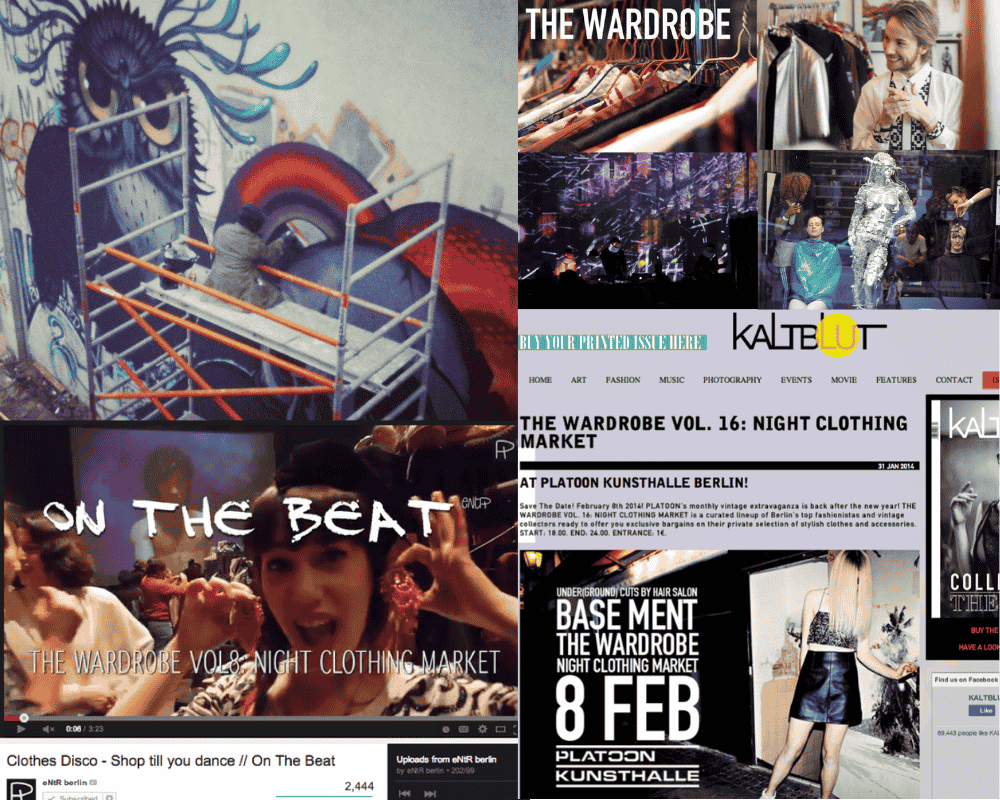 THE WARDROBE
BUY YOUR PRINTED ISSUE HERE
KALTBLUT
HOME ART FASHION MUSIC PHOTOGRAPHY EVENTS MOVIE FEATURES CONTACT IS
THE WARDROBE VOL. 16: NIGHT CLOTHING
MARKET
31 JAN 2014
AT PLATOON KUNSTHALLE BERLIN!
Save The Date! February 8th 2014! PLATOON's monthly vintage extravaganza is back after the new year! THE
WARDROBE VOL. 16: NIGHT CLOTHING MARKET is a curated lineup of Berlin's top fashionistas and vintage
collectors ready to offer you exclusive bargains on their private selection of stylish clothes and accessories.
START: 18.00. END: 24.00. ENTRANCE: 1€.
UNDER(GROUND) CUTS BY HAIR SALON
BASE MENT
THE WARDROBE
NIGHT CLOTHING MARKET
8 FEB
PLATOON
KUNSTHALLE
KALT
COLL
THE
BUY THE
HAVE A LOOK
Find us on Facebook
KALTBLU
Like
69,443 people like KAL
ON THE BEAT
eNtR
THE WARDROBE VOL8: NIGHT CLOTHING MARKET
0:06 / 3:23
Clothes Disco - Shop till you dance // On The Beat
eNtR berlin
Subscribed
2,444
Uploads from eNtR berlin
by eNtR berlin • 202/99